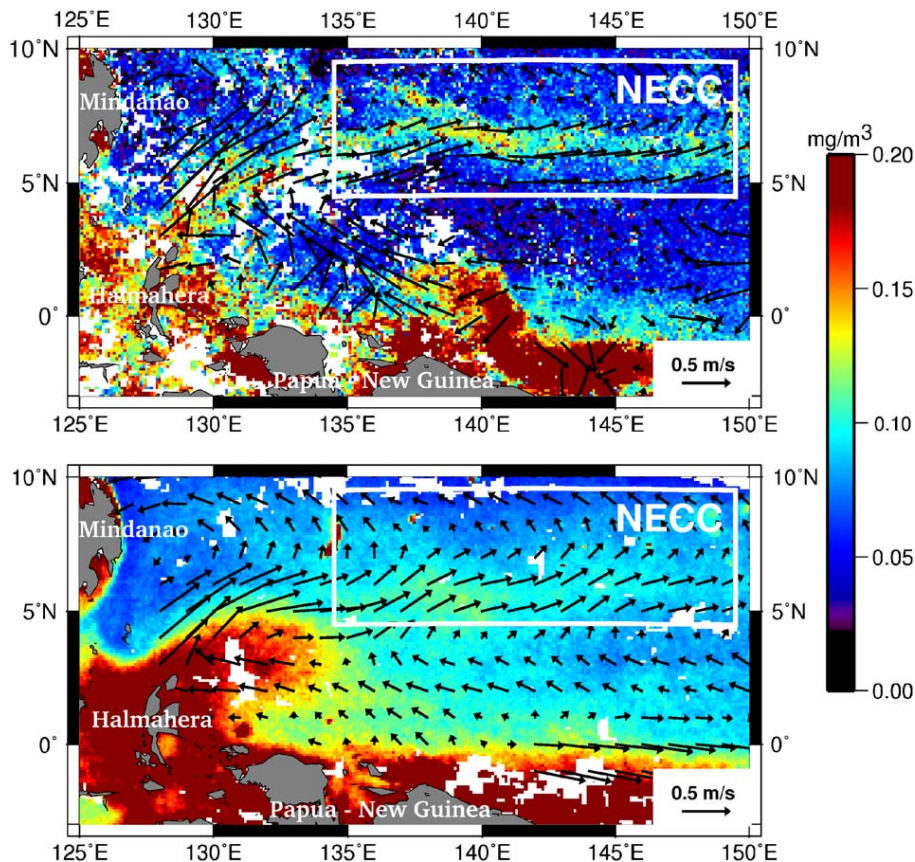 125˚E 130˚E 135˚E 140˚E 145˚E 150˚E
10˚N 10˚N
NECC
Mindanao
mg/m³
0.20
5˚N 5˚N
0.15
Halmahera
0˚ 0˚
Papua - New Guinea
0.5 m/s
125˚E 130˚E 135˚E 140˚E 145˚E 150˚E
0.10
10˚N 10˚N
NECC
Mindanao
0.05
5˚N 5˚N
0.00
Halmahera
0˚ 0˚
Papua - New Guinea
0.5 m/s
125˚E 130˚E 135˚E 140˚E 145˚E 150˚E